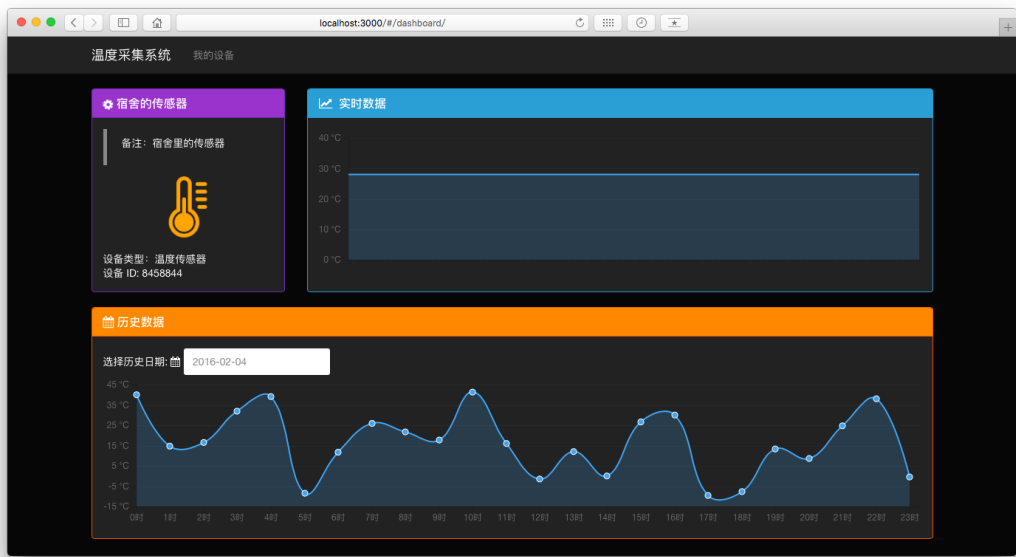 localhost:3000/#/dashboard/
温度采集系统 我的设备
宿舍的传感器
备注：宿舍里的传感器
设备类型：温度传感器
设备 ID: 8458844
实时数据
40 °C
30 °C
20 °C
10 °C
0 °C
历史数据
选择历史日期: 2016-02-04
45 °C
35 °C
25 °C
15 °C
5 °C
-5 °C
-15 °C
0时 1时 2时 3时 4时 5时 6时 7时 8时 9时 10时 11时 12时 13时 14时 15时 16时 17时 18时 19时 20时 21时 22时 23时